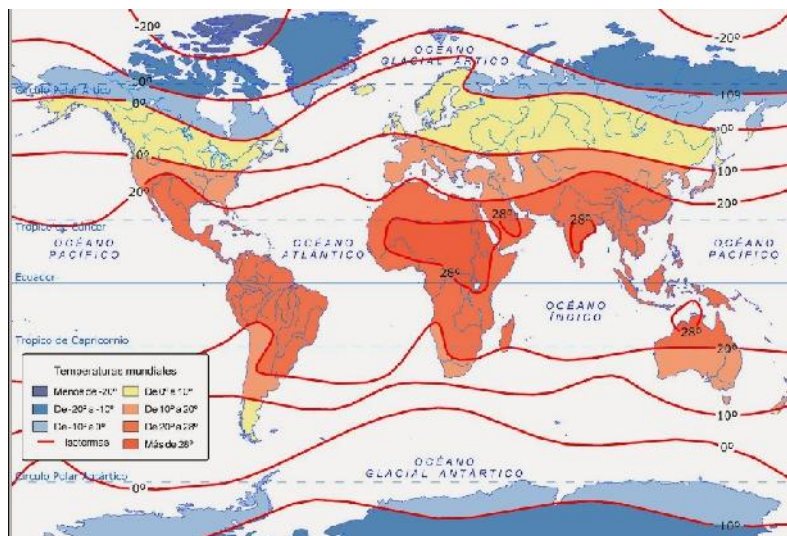 -20º
-20º
OCÉANO
GLACIAL ÁRTICO
-10º
Círculo Polar Ártico
0º
-10º
0º
10º
10º
20º
20º
28º
28º
Trópico de Cáncer
OCÉANO
PACÍFICO
OCÉANO
ATLÁNTICO
OCÉANO
PACÍFICO
28º
Ecuador
OCÉANO
ÍNDICO
28º
Trópico de Capricornio
20º
Temperaturas mundiales
Menos de -20º
De -20º a -10º
De -10º a 0º
Isotermas
De 0º a 10º
De 10º a 20º
De 20º a 28º
Más de 28º
10º
0º
OCÉANO
GLACIAL ANTÁRTICO
Círculo Polar Antártico
0º
-10º